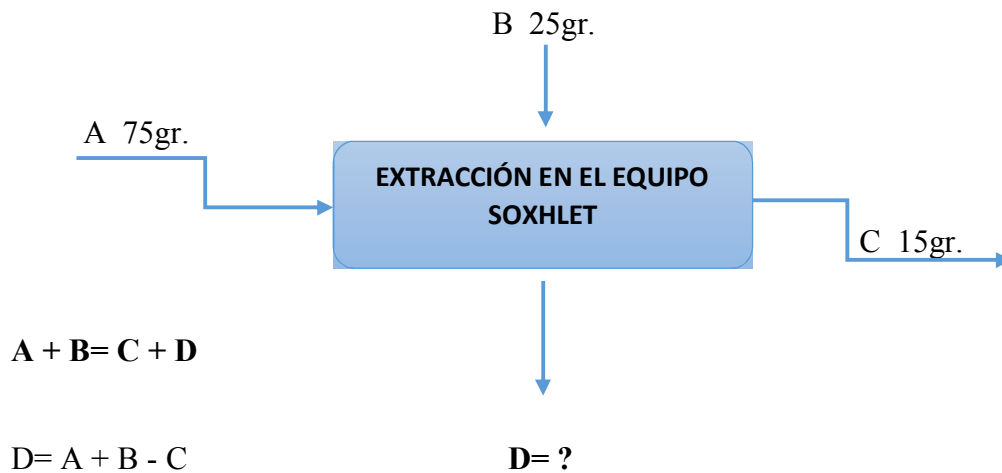 B 25gr.
A 75gr.
EXTRACCIÓN EN EL EQUIPO
SOXHLET
C 15gr.
A + B= C + D
D= A + B - C
D= ?